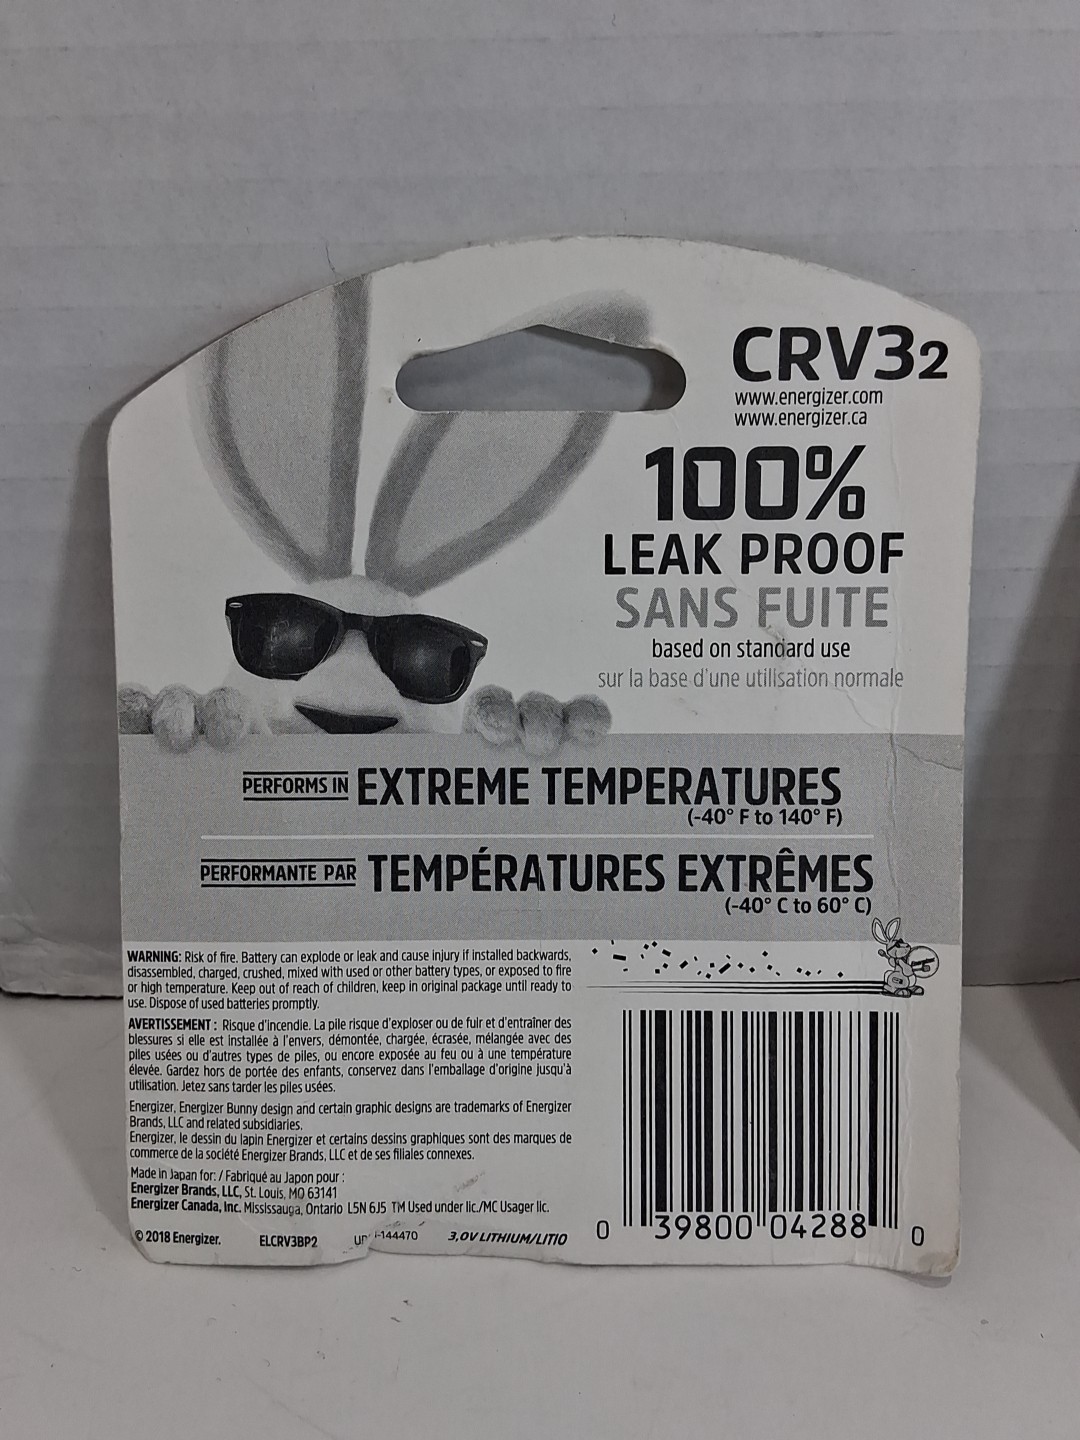 CRV32
www.energizer.com
www.energizer.ca
100%
LEAK PROOF
SANS FUITE
based on standard use
sur la base d'une utilisation normale
PERFORMS IN EXTREME TEMPERATURES
(-40° F to 140° F)
PERFORMANTE PAR TEMPÉRATURES EXTRÊMES
(-40° C to 60° C)
WARNING: Risk of fire. Battery can explode or leak and cause injury if installed backwards,
disassembled, charged, crushed, mixed with used or other battery types, or exposed to fire
or high temperature. Keep out of reach of children, keep in original package until ready to
use. Dispose of used batteries promptly.
AVERTISSEMENT : Risque d'incendie. La pile risque d'exploser ou de fuir et d'entraîner des
blessures si elle est installée à l'envers, démontée, chargée, écrasée, mélangée avec des
piles usées ou d'autres types de piles, ou encore exposée au feu ou à une température
élevée. Gardez hors de portée des enfants, conservez dans l'emballage d'origine jusqu'à
utilisation. Jetez sans tarder les piles usées.
Energizer, Energizer Bunny design and certain graphic designs are trademarks of Energizer
Brands, LLC and related subsidiaries.
Energizer, le dessin du lapin Energizer et certains dessins graphiques sont des marques de
commerce de la société Energizer Brands, LLC et de ses filiales connexes.
Made in Japan for: / Fabriqué au Japon pour :
Energizer Brands, LLC, St. Louis, MO 63141
Energizer Canada, Inc. Mississauga, Ontario L5N 6J5 TM Used under lic./MC Usager lic.
© 2018 Energizer. ELCRV3BP2 -144470 3,0V LITHIUM/LITIO
Energizer
0 39800 04288 0